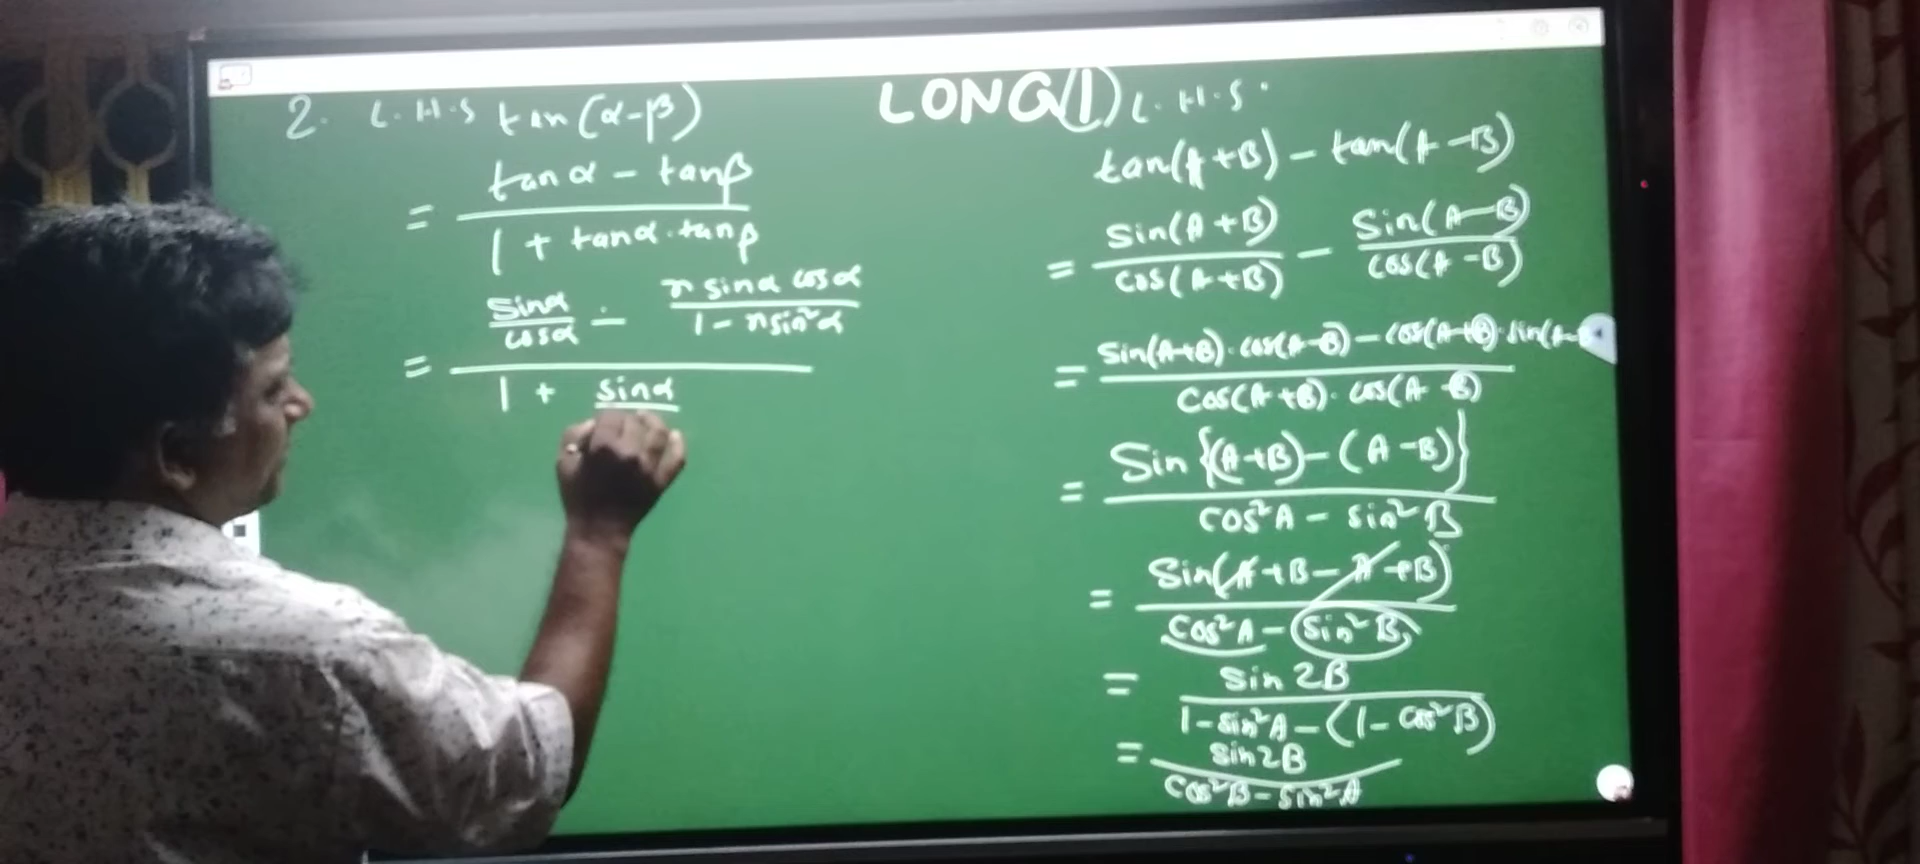 2. L.H.S tan(α-β)
= (tanα - tanβ) / (1 + tanα.tanβ)
= (sinα/cosα - n sinα cosα/(1 - n sin²α)) / (1 + sinα
LONG(1) L.H.S.
tan(A+B) - tan(A-B)
= sin(A+B)/cos(A+B) - sin(A-B)/cos(A-B)
= sin(A+B).cos(A-B) - cos(A+B).sin(A- / cos(A+B).cos(A-B)
= sin{(A+B)-(A-B)} / cos²A - sin²B
= sin(A+B-A+B) / cos²A - sin²B
= sin2B / 1-sin²A-(1-cos²B)
= sin2B / cos²B-sin²A